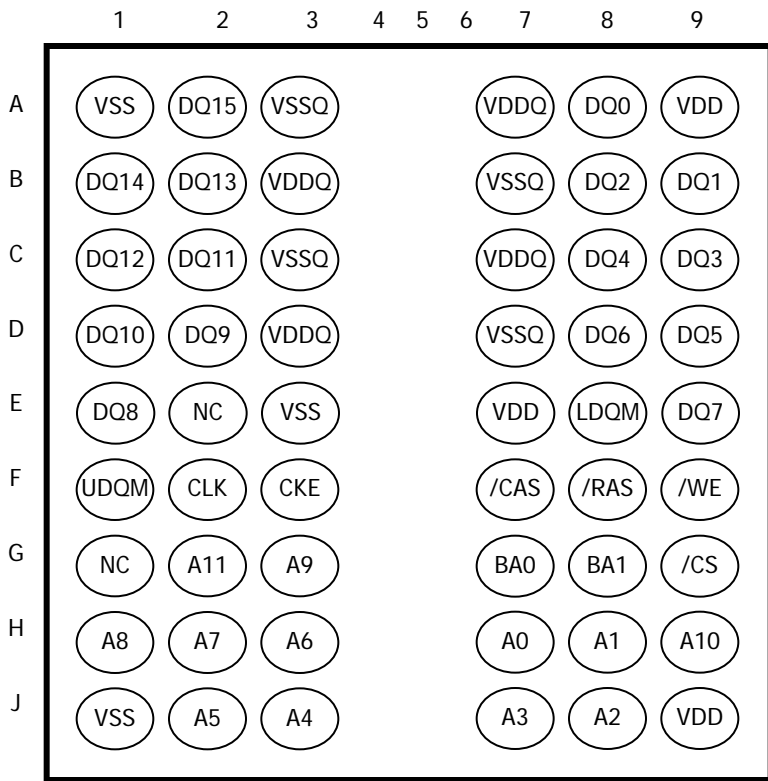 1 2 3 4 5 6 7 8 9
A VSS DQ15 VSSQ VDDQ DQ0 VDD
B DQ14 DQ13 VDDQ VSSQ DQ2 DQ1
C DQ12 DQ11 VSSQ VDDQ DQ4 DQ3
D DQ10 DQ9 VDDQ VSSQ DQ6 DQ5
E DQ8 NC VSS VDD LDQM DQ7
F UDQM CLK CKE /CAS /RAS /WE
G NC A11 A9 BA0 BA1 /CS
H A8 A7 A6 A0 A1 A10
J VSS A5 A4 A3 A2 VDD